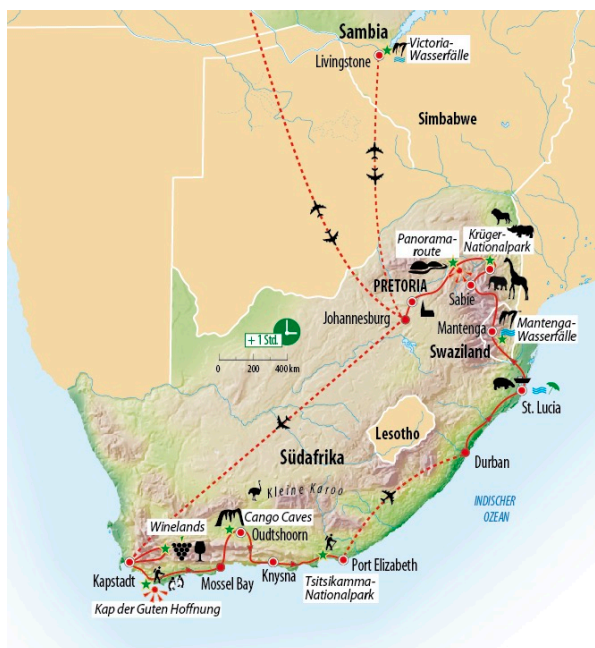 Sambia
Livingstone
Victoria-
Wasserfälle
Simbabwe
Panorama-
route
Krüger-
Nationalpark
PRETORIA
Sabie
Johannesburg
Mantenga
Mantenga-
Wasserfälle
Swaziland
+ 1 Std.
0 200 400 km
St. Lucia
Lesotho
Durban
Südafrika
INDISCHER
OZEAN
Kleine Karoo
Winelands
Cango Caves
Oudtshoorn
Kapstadt
Mossel Bay
Knysna
Port Elizabeth
Tsitsikamma-
Nationalpark
Kap der Guten Hoffnung